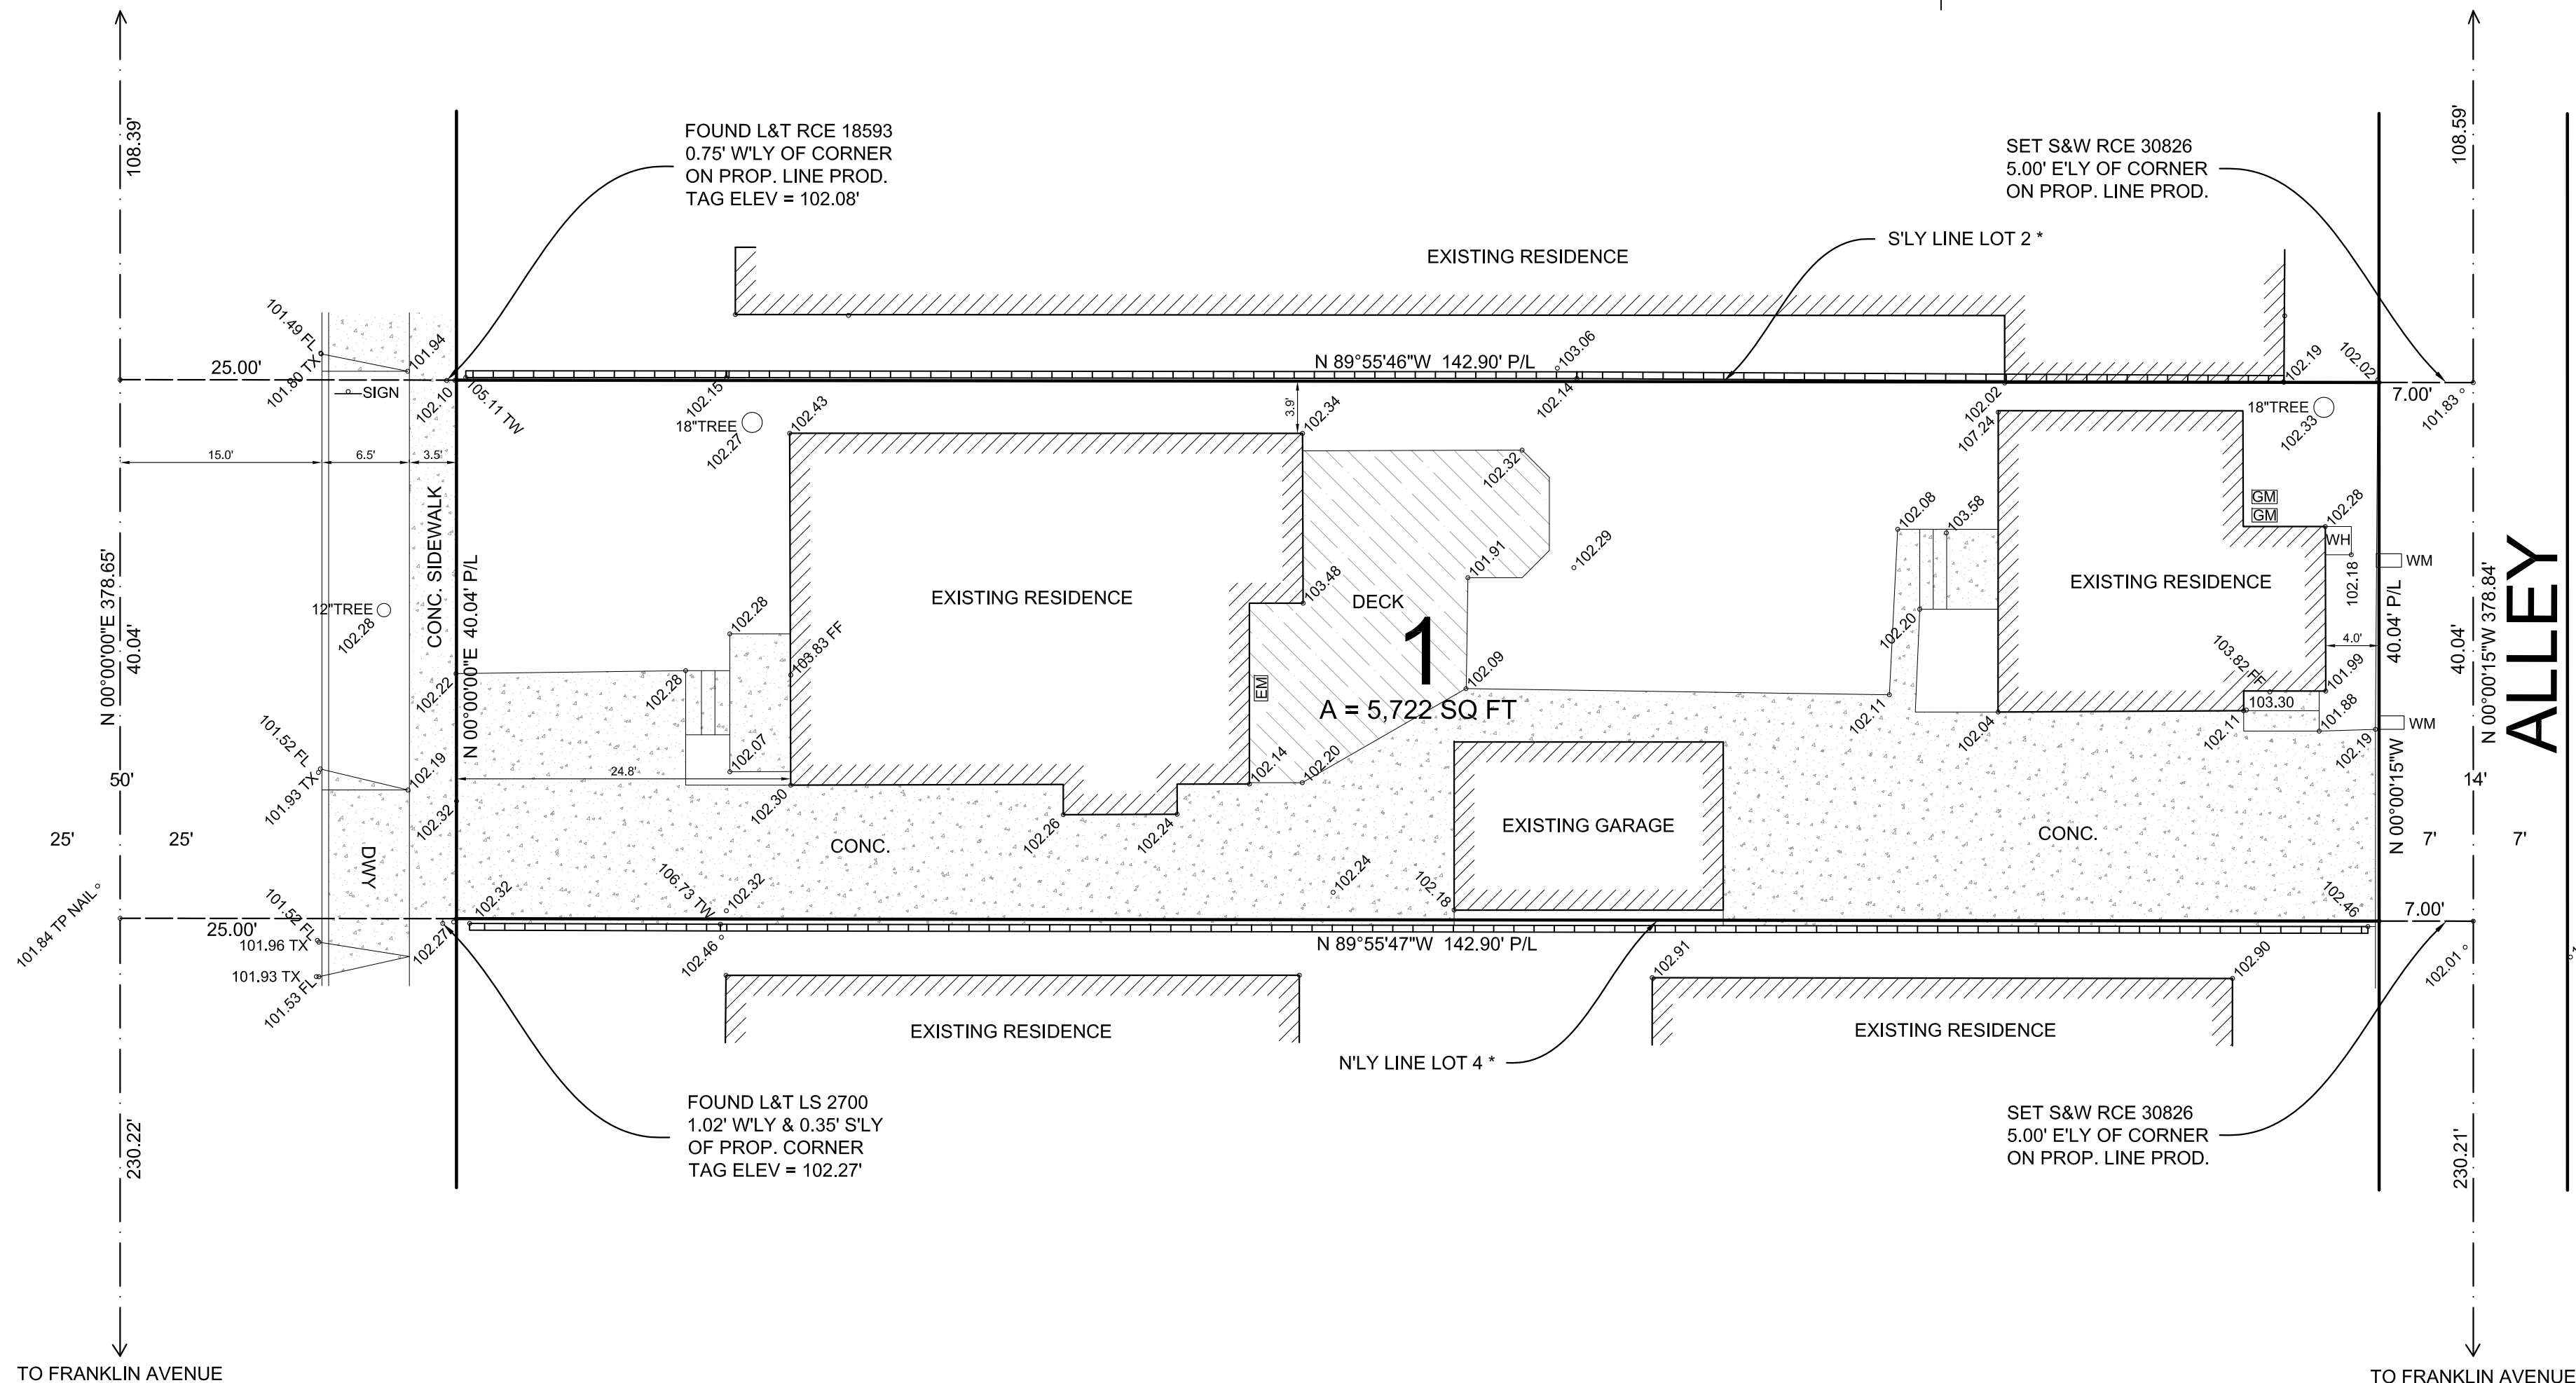 108.39'
108.59'
FOUND L&T RCE 18593
0.75' W'LY OF CORNER
ON PROP. LINE PROD.
TAG ELEV = 102.08'
SET S&W RCE 30826
5.00' E'LY OF CORNER
ON PROP. LINE PROD.
S'LY LINE LOT 2 *
EXISTING RESIDENCE
101.49 FL
101.80 TX
101.94
25.00'
SIGN
102.10
105.11 TW
102.15
N 89°55'46"W 142.90' P/L
103.06
102.14
102.02
102.19
102.02
7.00'
101.83
18"TREE
102.27
102.43
3.9'
102.34
107.24
18"TREE
102.33
15.0'
6.5'
3.5'
102.32
CONC. SIDEWALK
N 00°00'00"E 40.04' P/L
N 00°00'00"E 378.65'
40.04'
12"TREE
102.28
102.28
103.83 FF
EXISTING RESIDENCE
103.48
DECK
101.91
102.29
1
A = 5,722 SQ FT
102.08
103.58
102.20
EXISTING RESIDENCE
GM
GM
102.28
WH
102.18
WM
4.0'
40.04' P/L
40.04'
N 00°00'15"W 378.84'
ALLEY
102.22
102.28
102.07
EM
102.09
102.11
102.04
103.82 FF
103.30
102.11
101.99
101.88
WM
102.19
N 00°00'15"W
101.52 FL
101.93 TX
102.19
50'
24.8'
102.30
102.14
102.20
14'
102.32
25'
25'
DWY
CONC.
102.26
102.24
EXISTING GARAGE
CONC.
7'
7'
101.84 TP NAIL
101.52 FL
25.00'
101.96 TX
101.93 TX
101.53 FL
102.27
102.32
106.73 TW
102.32
102.46
102.24
102.18
N 89°55'47"W 142.90' P/L
102.91
102.90
102.46
7.00'
102.01
EXISTING RESIDENCE
EXISTING RESIDENCE
N'LY LINE LOT 4 *
FOUND L&T LS 2700
1.02' W'LY & 0.35' S'LY
OF PROP. CORNER
TAG ELEV = 102.27'
SET S&W RCE 30826
5.00' E'LY OF CORNER
ON PROP. LINE PROD.
230.22'
230.21'
TO FRANKLIN AVENUE
TO FRANKLIN AVENUE